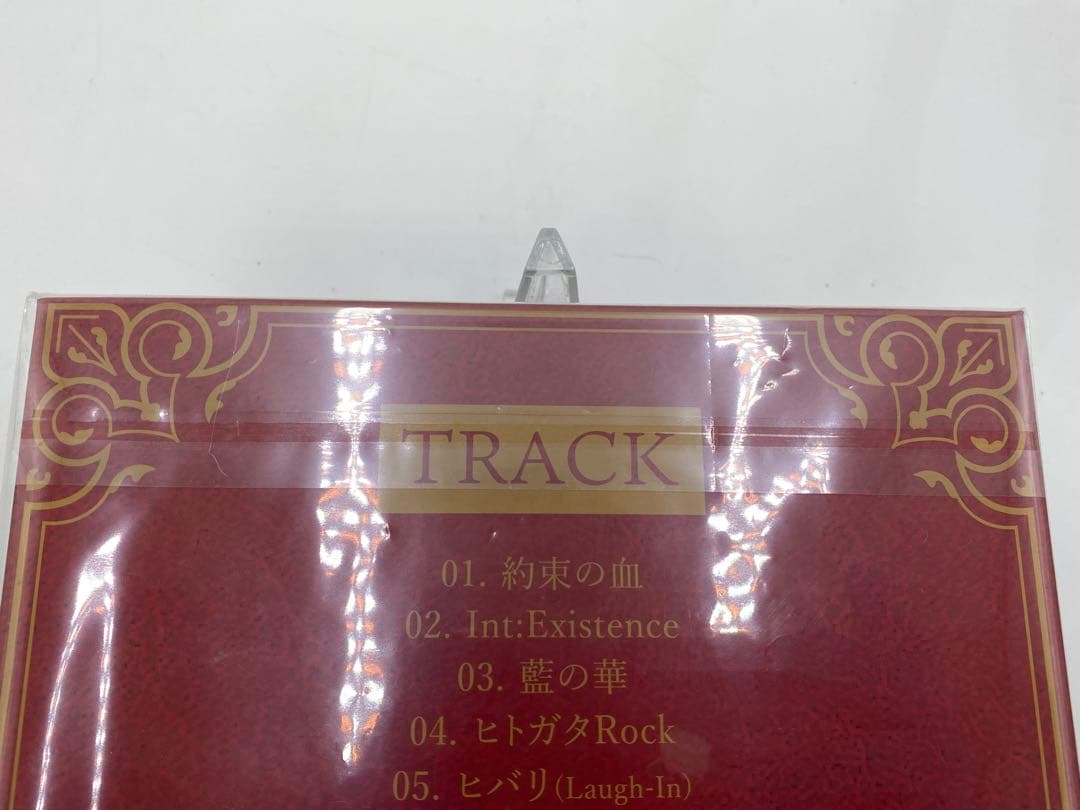 TRACK
01. 約束の血
02. Int:Existence
03. 藍の華
04. ヒトガタRock
05. ヒバリ(Laugh-In)